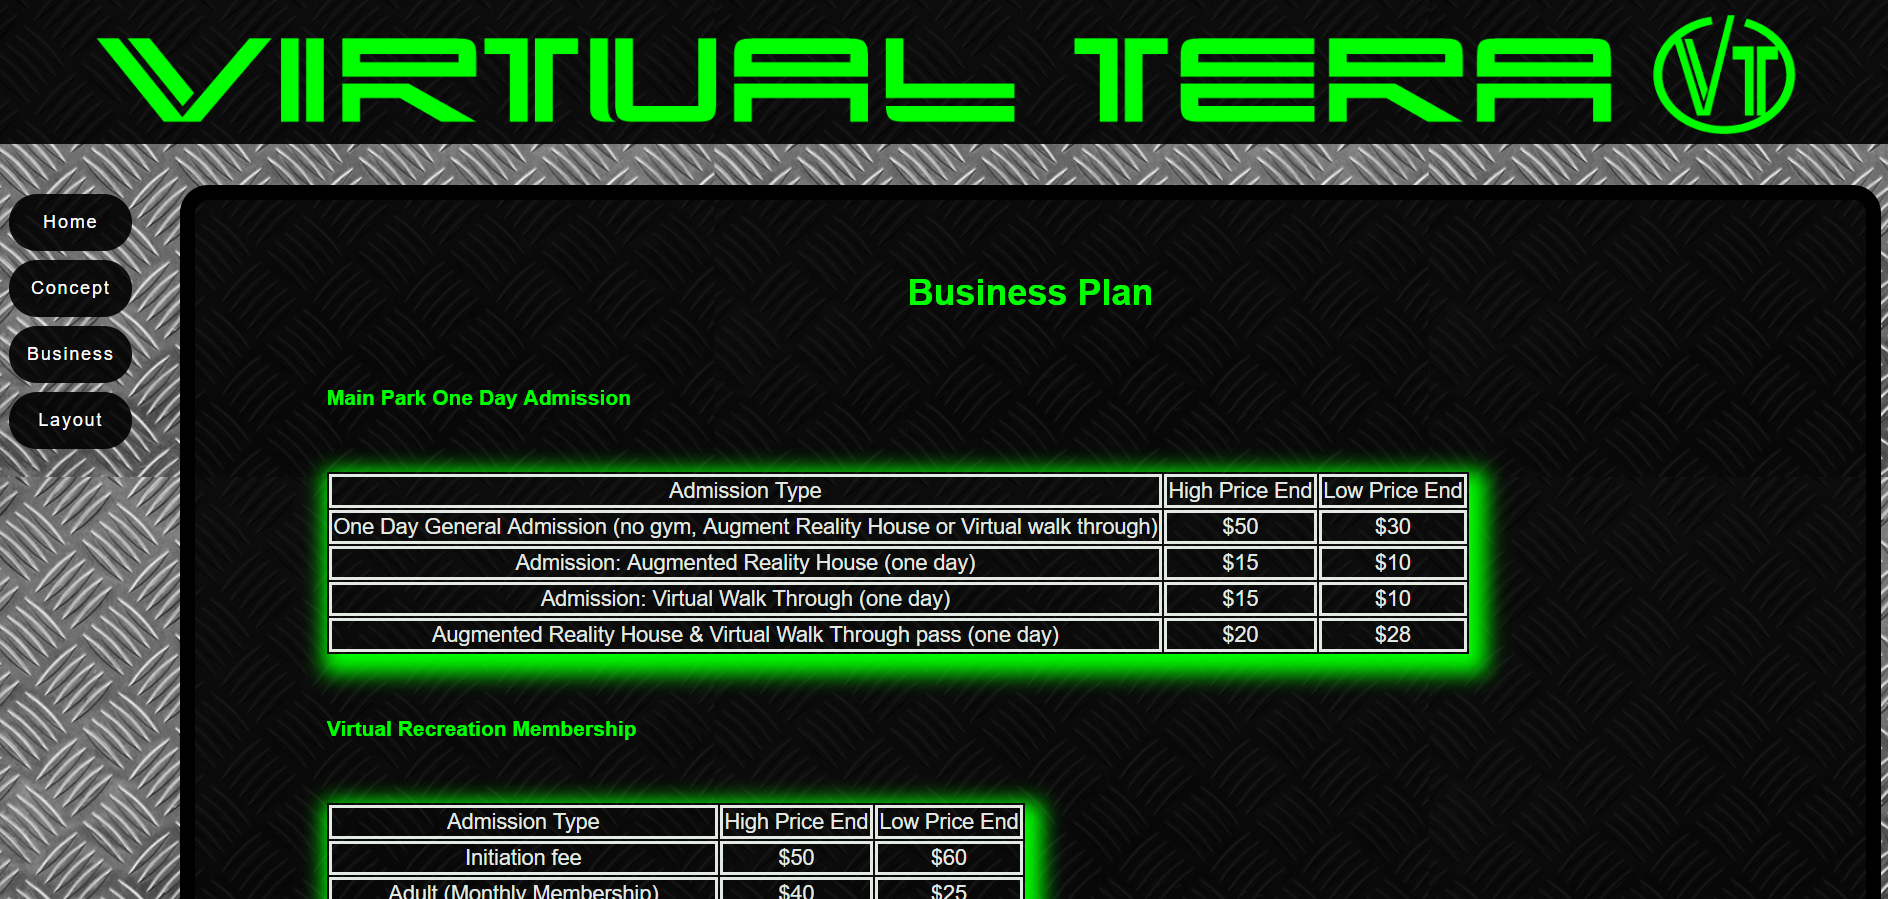 VIRTUAL TERA VT
Home
Concept
Business
Layout
Business Plan
Main Park One Day Admission
Admission Type High Price End Low Price End
One Day General Admission (no gym, Augment Reality House or Virtual walk through) $50 $30
Admission: Augmented Reality House (one day) $15 $10
Admission: Virtual Walk Through (one day) $15 $10
Augmented Reality House & Virtual Walk Through pass (one day) $20 $28
Virtual Recreation Membership
Admission Type High Price End Low Price End
Initiation fee $50 $60
Adult (Monthly Membership) $40 $25